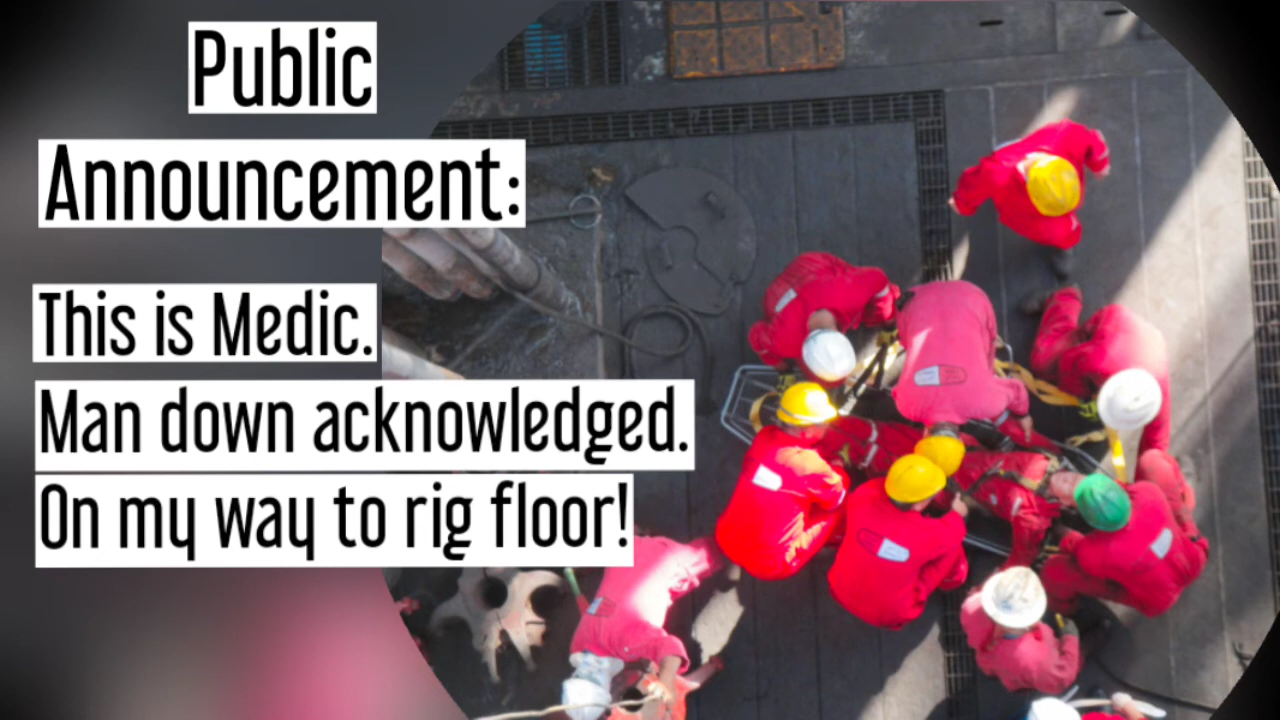 Public
Announcement:
This is Medic.
Man down acknowledged.
On my way to rig floor!